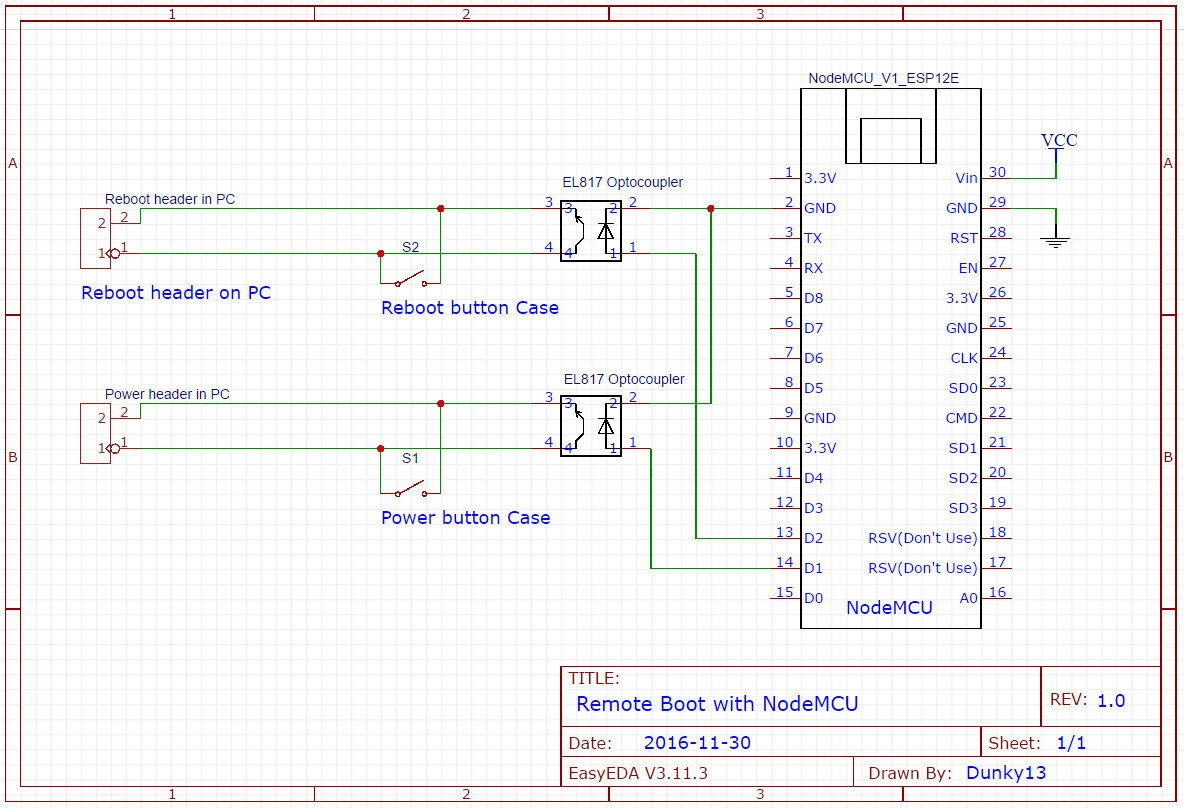 1 2 3
NodeMCU_V1_ESP12E
VCC
A A
1 3.3V Vin 30
EL817 Optocoupler
Reboot header in PC
2 2 3 3 2 2 2 GND GND 29
1 1 S2 4 4 1 1 3 TX RST 28
4 RX EN 27
Reboot header on PC
5 D8 3.3V 26
Reboot button Case
6 D7 GND 25
7 D6 CLK 24
EL817 Optocoupler
8 D5 SD0 23
Power header in PC
2 2 3 3 2 2 9 GND CMD 22
1 1 4 4 1 1 10 3.3V SD1 21
B S1 B
11 D4 SD2 20
12 D3 SD3 19
Power button Case
13 D2 RSV(Don't Use) 18
14 D1 RSV(Don't Use) 17
15 D0 A0 16
NodeMCU
TITLE:
Remote Boot with NodeMCU
REV: 1.0
Date: 2016-11-30
Sheet: 1/1
EasyEDA V3.11.3
Drawn By: Dunky13
1 2 3